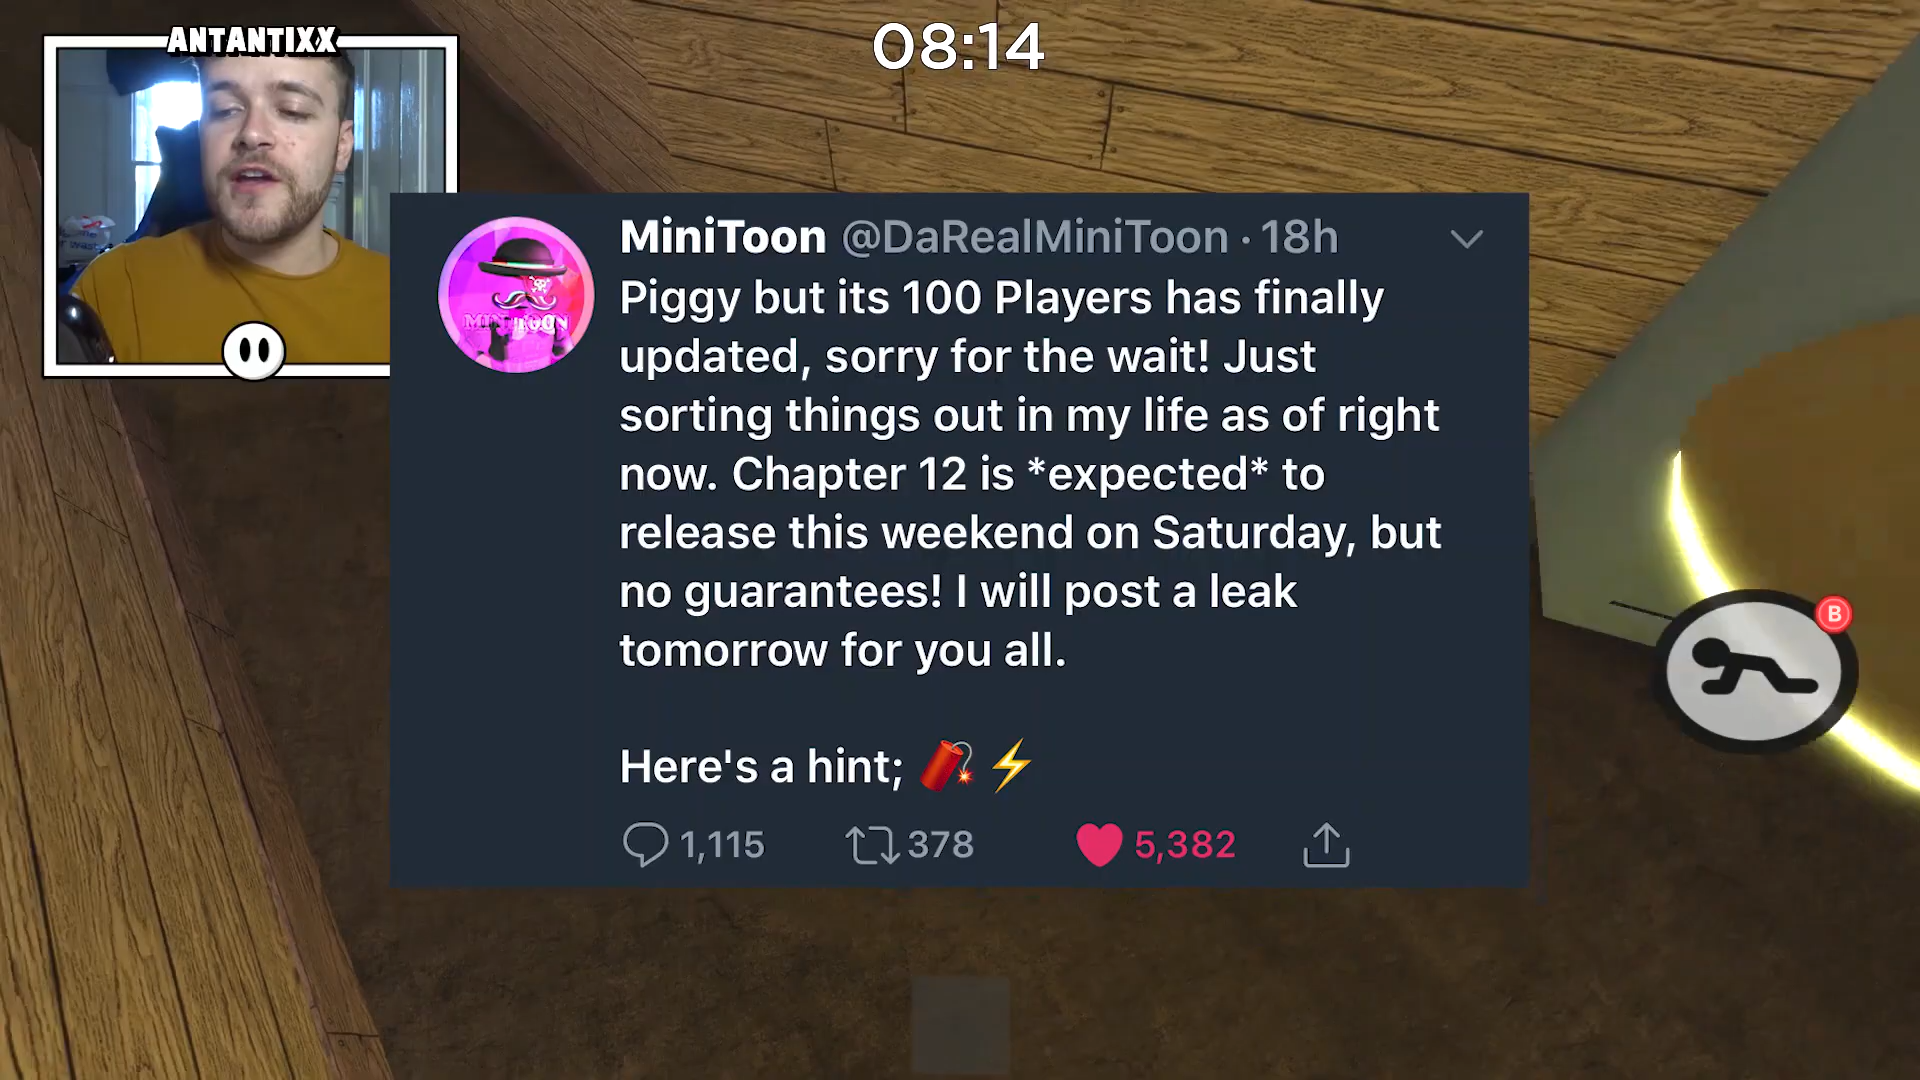 ANTANTIXX
08:14
MiniToon @DaRealMiniToon · 18h
Piggy but its 100 Players has finally
updated, sorry for the wait! Just
sorting things out in my life as of right
now. Chapter 12 is *expected* to
release this weekend on Saturday, but
no guarantees! I will post a leak
tomorrow for you all.
Here's a hint; 🧨⚡
1,115 378 5,382
B